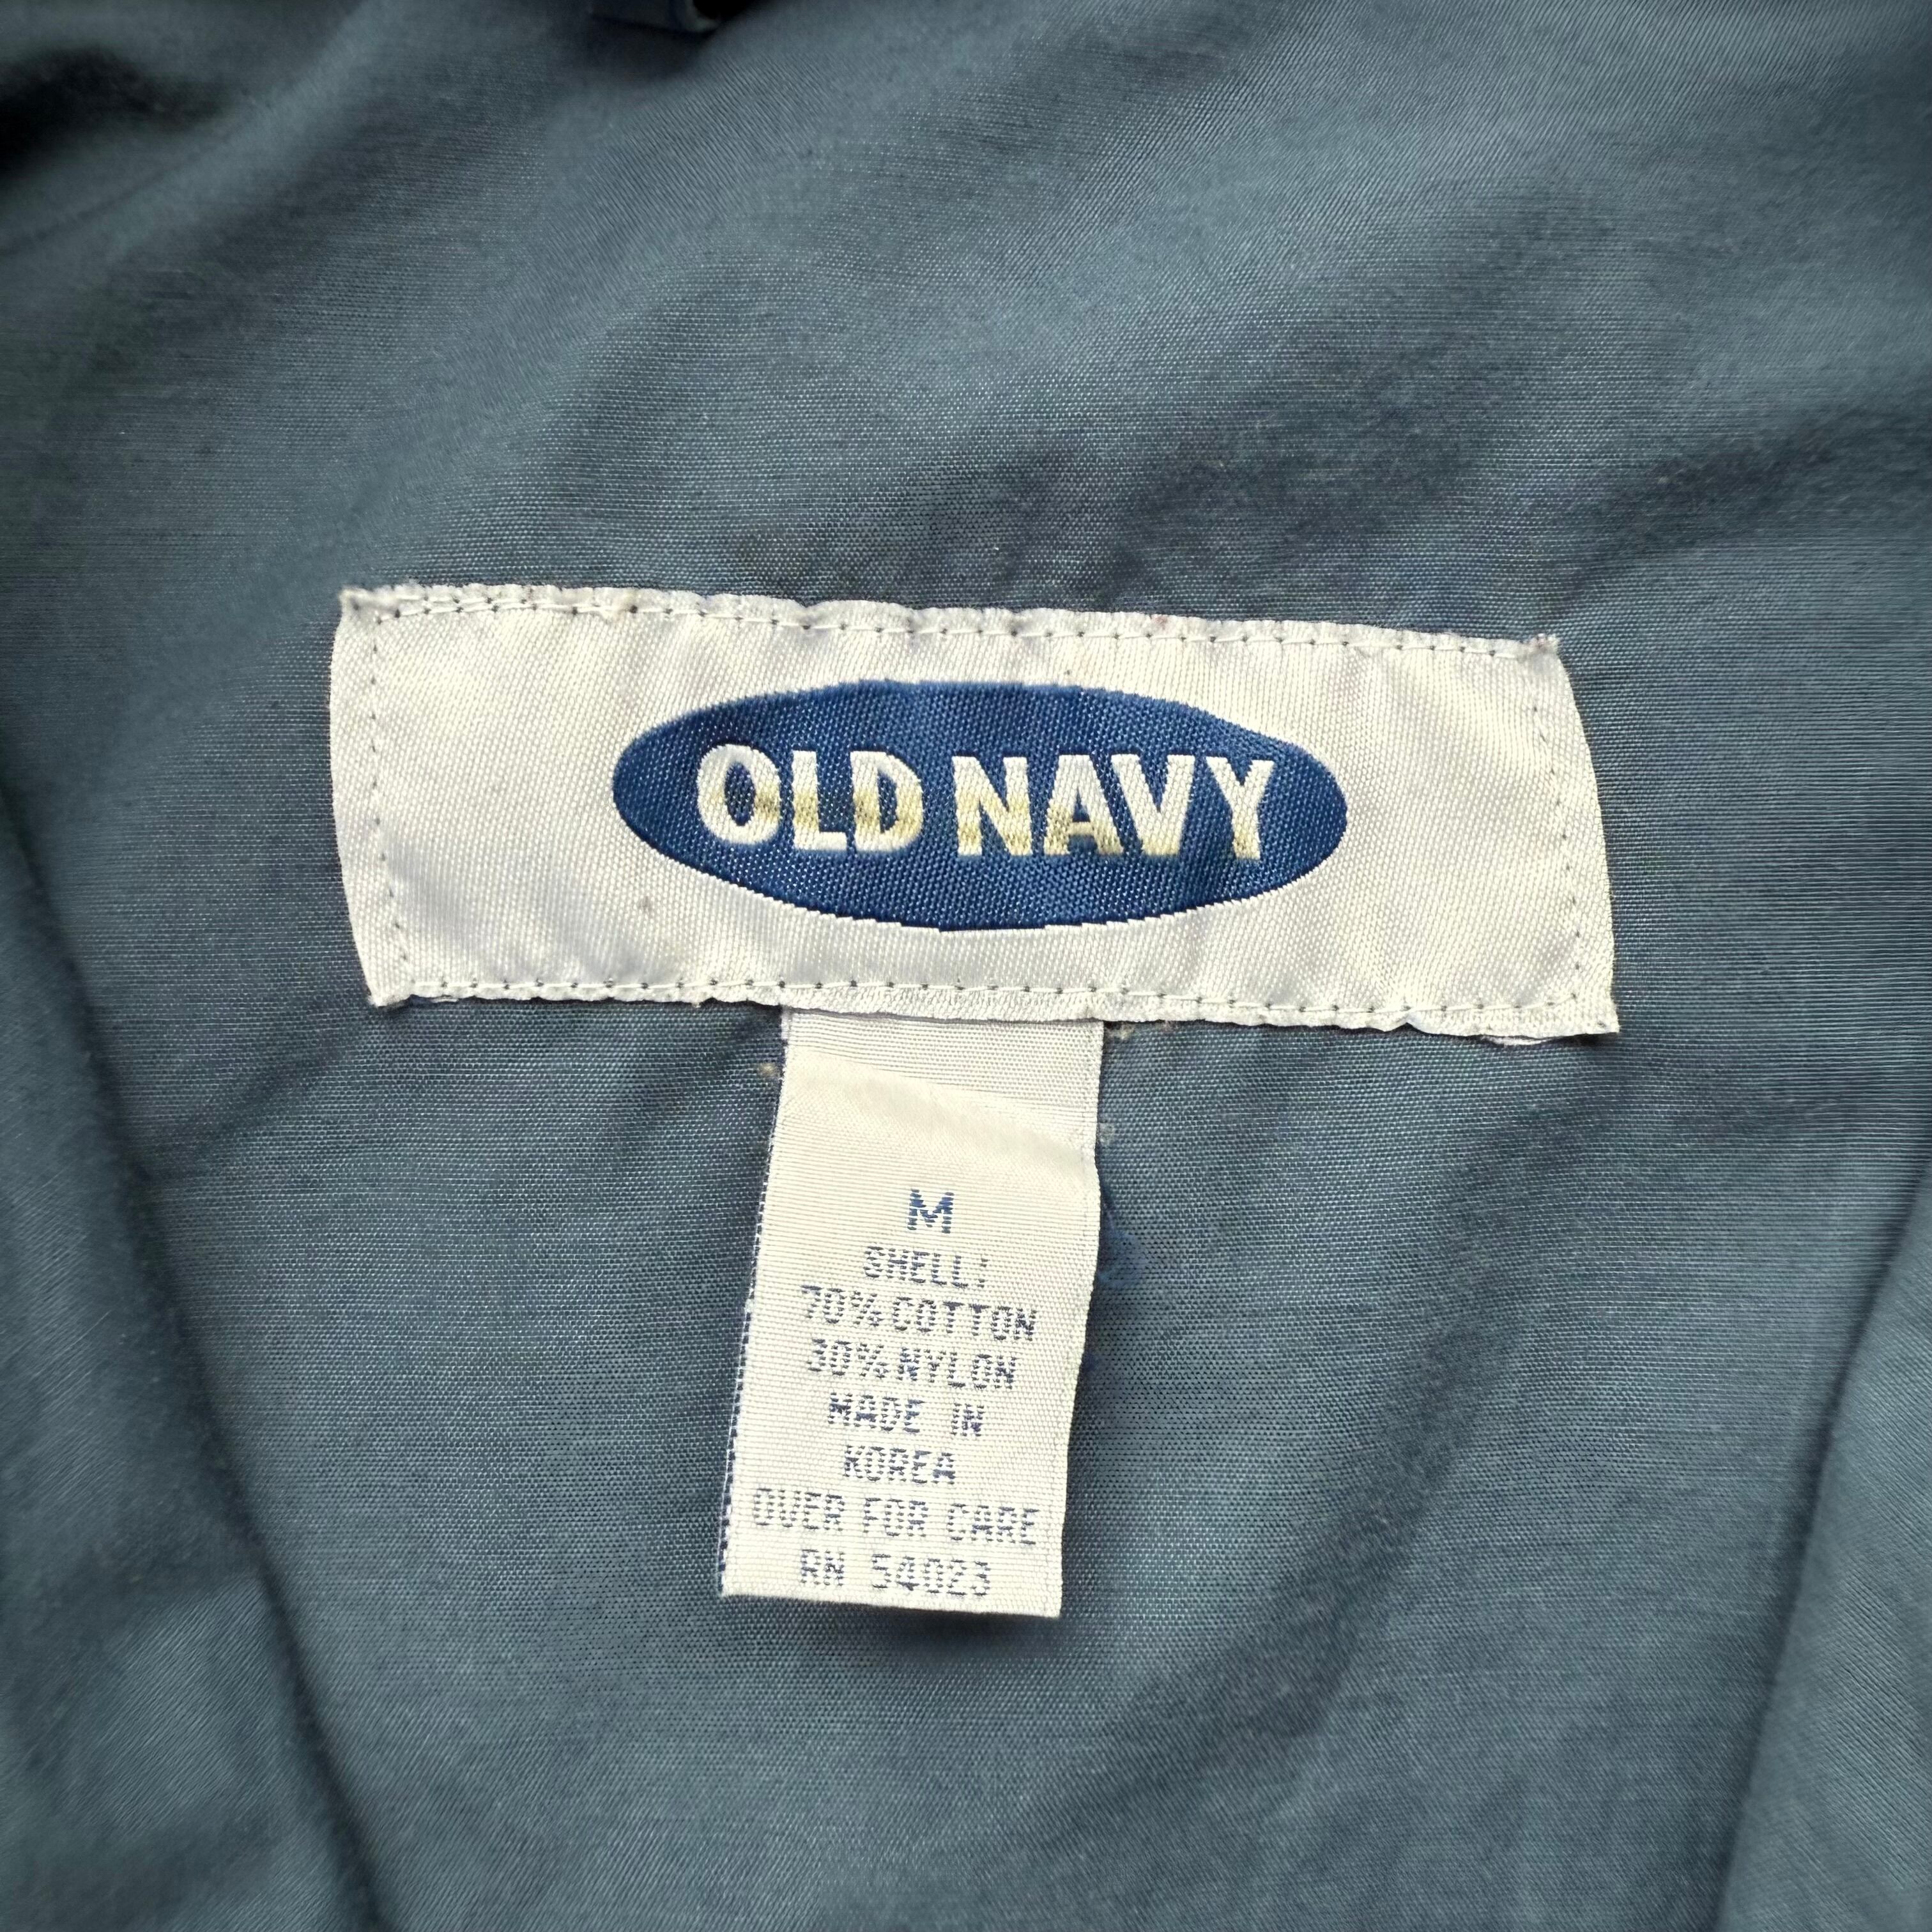 OLD NAVY
M
SHELL:
70% COTTON
30% NYLON
MADE IN
KOREA
OVER FOR CARE
RN 54023